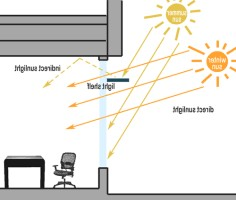 summer
sun
winter
sun
indirect sunlight
light shelf
direct sunlight